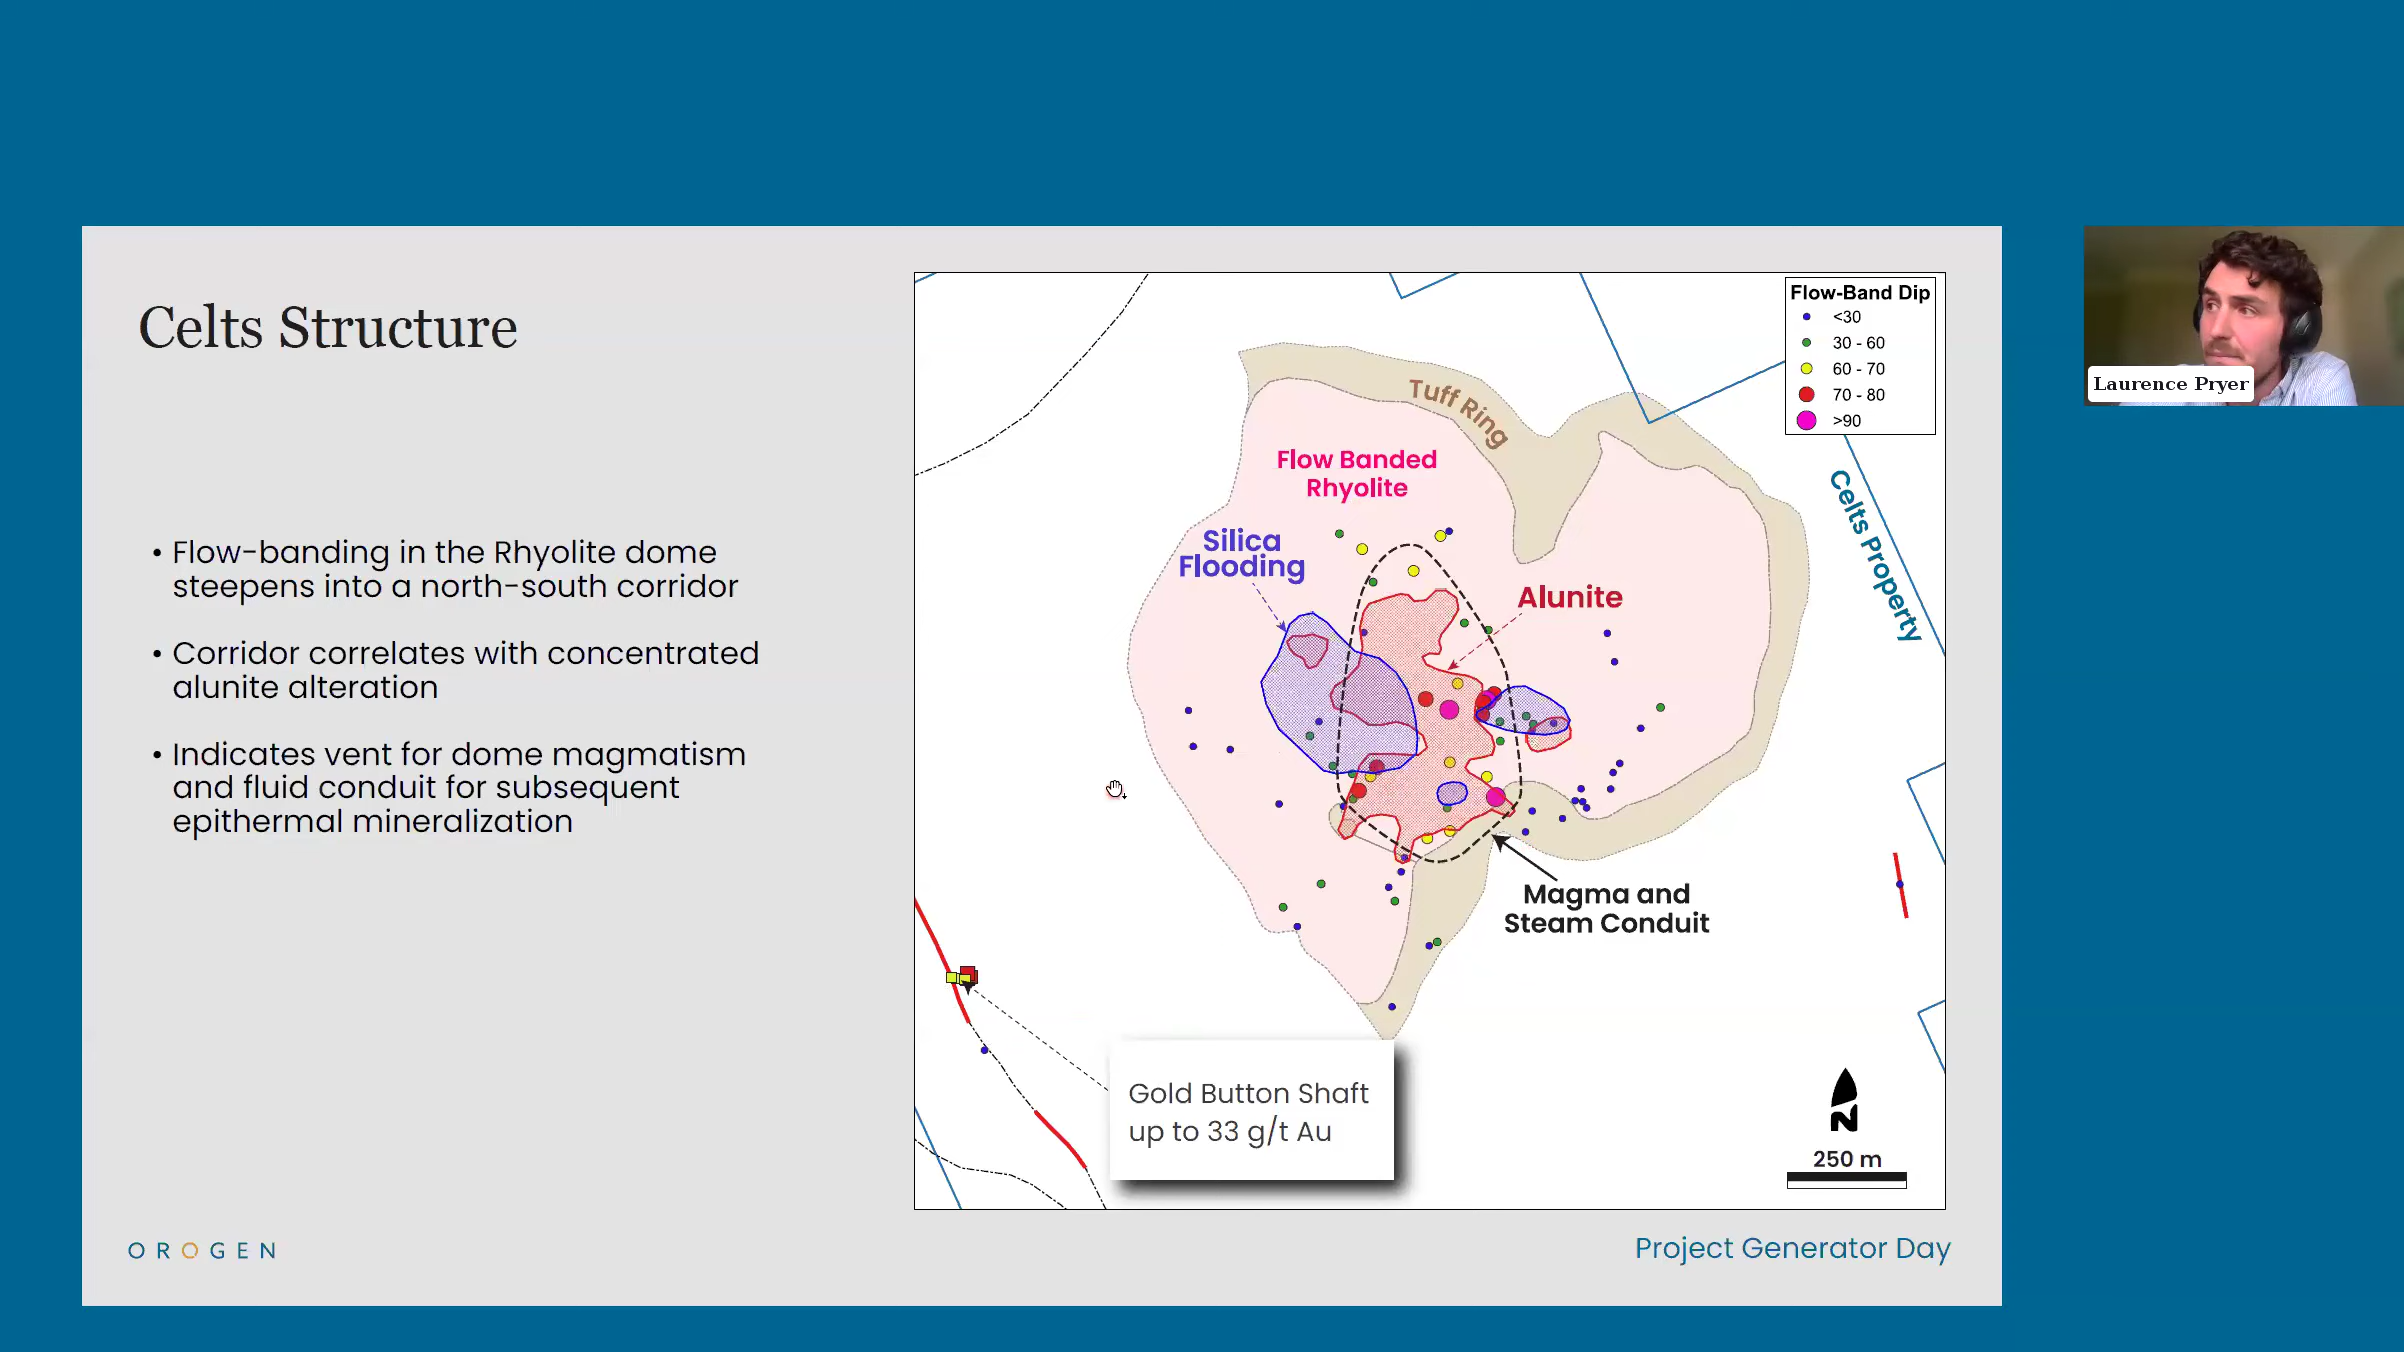 Celts Structure
• Flow-banding in the Rhyolite dome
steepens into a north-south corridor
• Corridor correlates with concentrated
alunite alteration
• Indicates vent for dome magmatism
and fluid conduit for subsequent
epithermal mineralization
Flow-Band Dip
<30
30 - 60
60 - 70
70 - 80
>90
Tuff Ring
Flow Banded
Rhyolite
Silica
Flooding
Alunite
Celts Property
Magma and
Steam Conduit
Gold Button Shaft
up to 33 g/t Au
N
250 m
OROGEN
Project Generator Day
Laurence Pryer